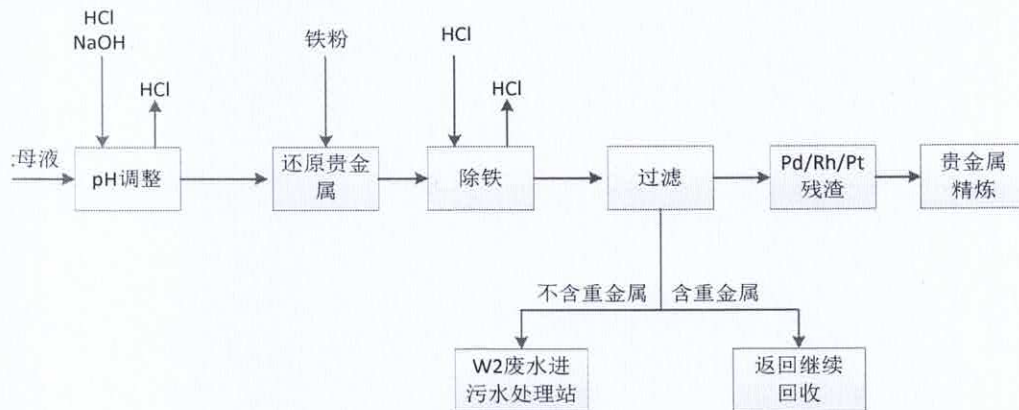 HCl
NaOH
HCl
铁粉
HCl
HCl
母液
pH调整
还原贵金
属
除铁
过滤
Pd/Rh/Pt
残渣
贵金属
精炼
不含重金属
含重金属
W2废水进
污水处理站
返回继续
回收